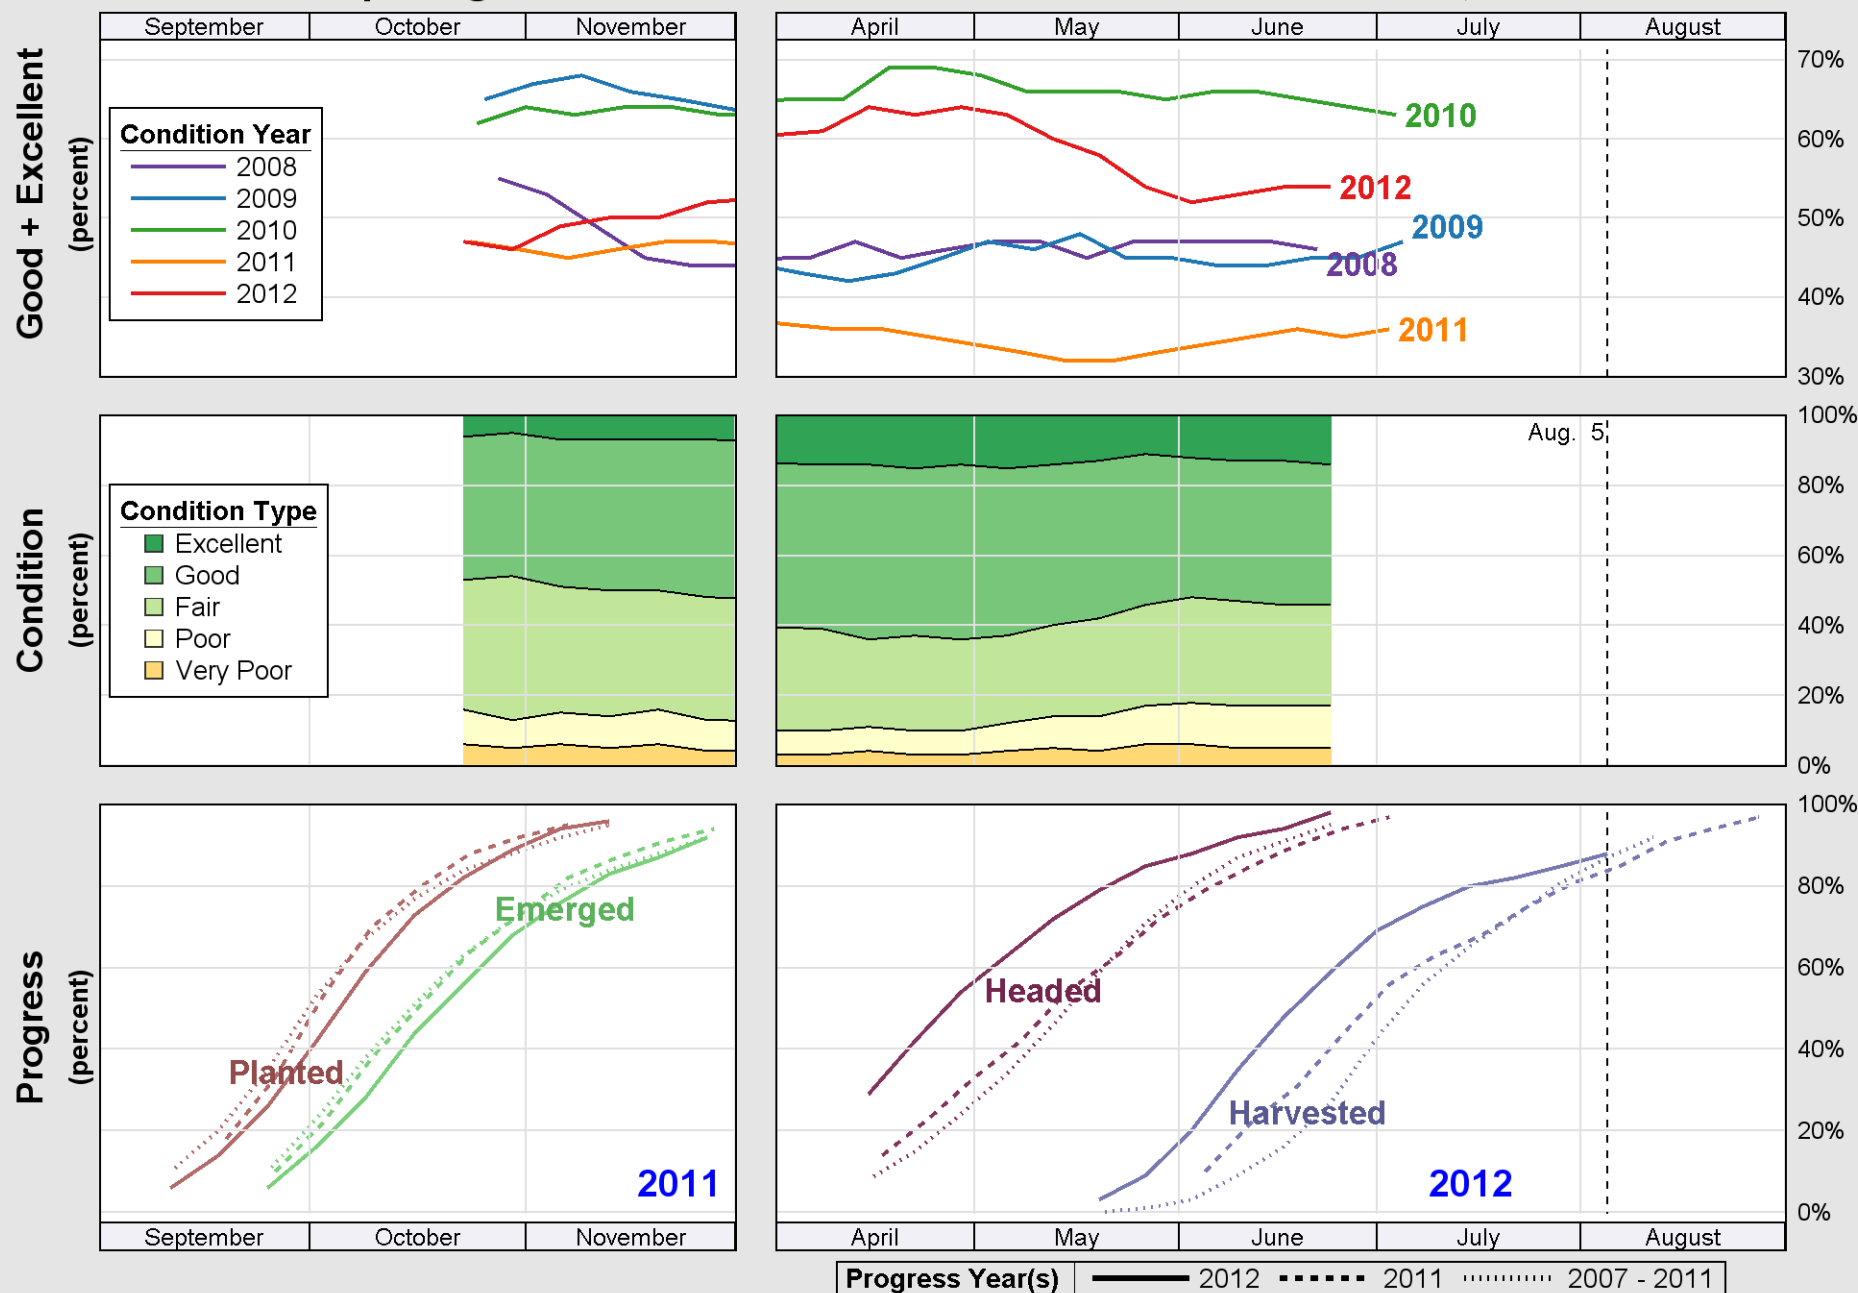 September October November April May June July August
Good + Excellent
(percent)
70%
60%
50%
40%
30%
Condition Year
2008
2009
2010
2011
2012
2010
2012
2009
2008
2011
Condition
(percent)
100%
80%
60%
40%
20%
0%
Aug. 5
Condition Type
Excellent
Good
Fair
Poor
Very Poor
Progress
(percent)
100%
80%
60%
40%
20%
0%
Emerged
Planted
Headed
Harvested
2011
2012
September October November April May June July August
Progress Year(s) 2012 2011 2007 - 2011